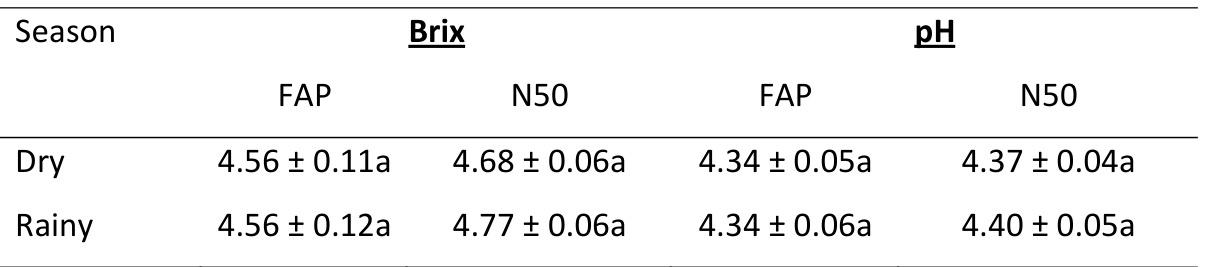 Season Brix pH
FAP N50 FAP N50
Dry 4.56 ± 0.11a 4.68 ± 0.06a 4.34 ± 0.05a 4.37 ± 0.04a
Rainy 4.56 ± 0.12a 4.77 ± 0.06a 4.34 ± 0.06a 4.40 ± 0.05a